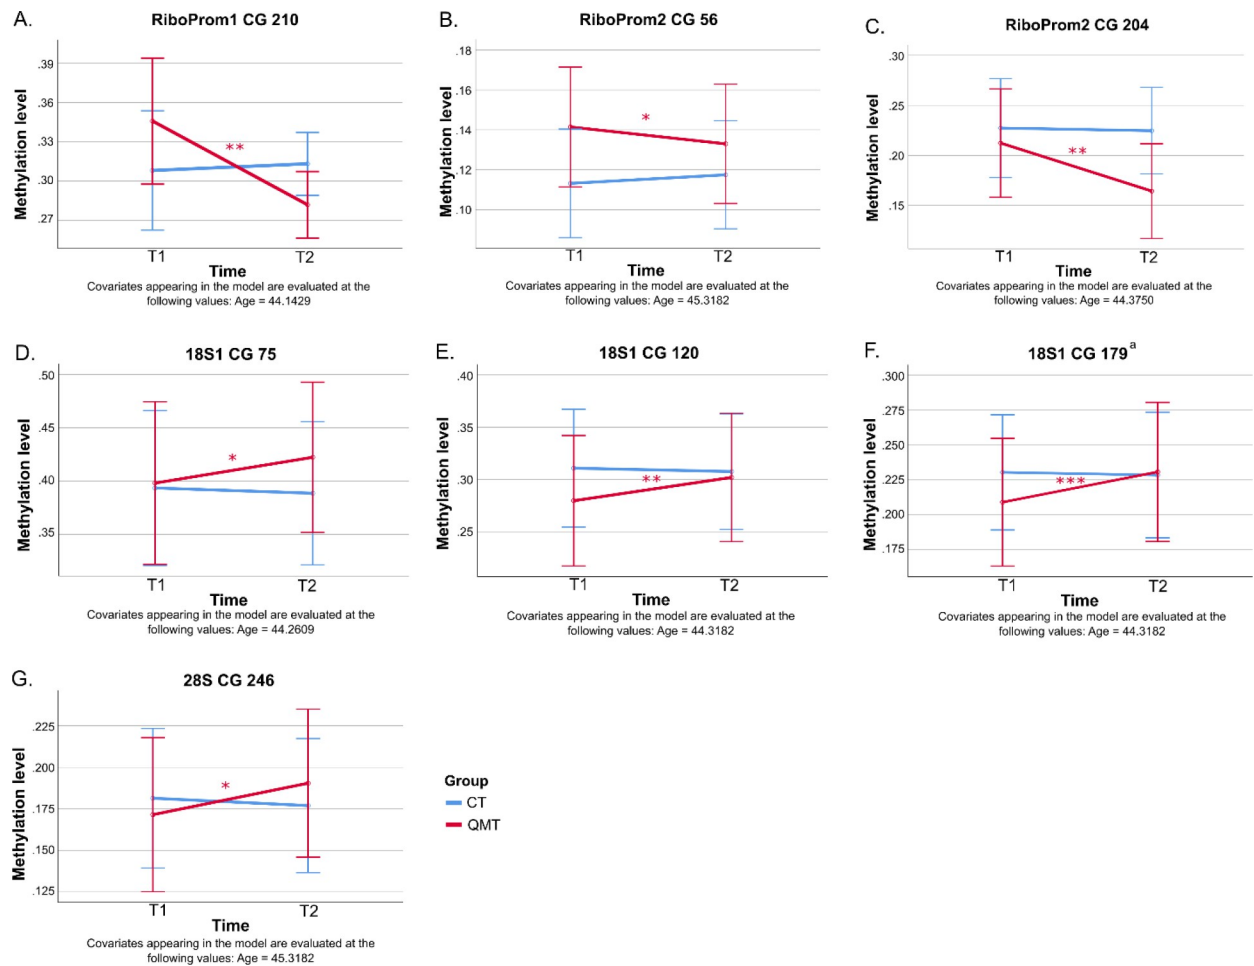 A.
RiboProm1 CG 210
Methylation level
.39
.36
.33
.30
.27
**
T1
T2
Time
Covariates appearing in the model are evaluated at the
following values: Age = 44.1429
B.
RiboProm2 CG 56
Methylation level
.18
.16
.14
.12
.10
*
T1
T2
Time
Covariates appearing in the model are evaluated at the
following values: Age = 45.3182
C.
RiboProm2 CG 204
Methylation level
.30
.25
.20
.15
**
T1
T2
Time
Covariates appearing in the model are evaluated at the
following values: Age = 44.3750
D.
18S1 CG 75
Methylation level
.50
.45
.40
.35
*
T1
T2
Time
Covariates appearing in the model are evaluated at the
following values: Age = 44.2609
E.
18S1 CG 120
Methylation level
.40
.35
.30
.25
**
T1
T2
Time
Covariates appearing in the model are evaluated at the
following values: Age = 44.3182
F.
18S1 CG 179 a
Methylation level
.300
.275
.250
.225
.200
.175
***
T1
T2
Time
Covariates appearing in the model are evaluated at the
following values: Age = 44.3182
G.
28S CG 246
Methylation level
.225
.200
.175
.150
.125
*
T1
T2
Time
Covariates appearing in the model are evaluated at the
following values: Age = 45.3182
Group
CT
QMT